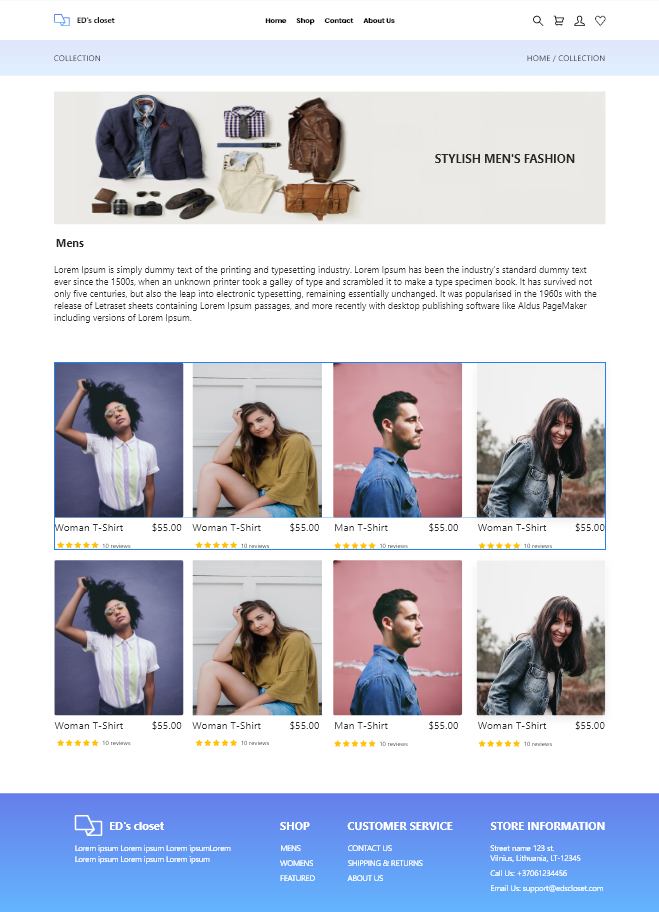 ED's closet
Home Shop Contact About Us
COLLECTION
HOME / COLLECTION
STYLISH MEN'S FASHION
Mens
Lorem Ipsum is simply dummy text of the printing and typesetting industry. Lorem Ipsum has been the industry's standard dummy text
ever since the 1500s, when an unknown printer took a galley of type and scrambled it to make a type specimen book. It has survived not
only five centuries, but also the leap into electronic typesetting, remaining essentially unchanged. It was popularised in the 1960s with the
release of Letraset sheets containing Lorem Ipsum passages, and more recently with desktop publishing software like Aldus PageMaker
including versions of Lorem Ipsum.
Woman T-Shirt $55.00 Woman T-Shirt $55.00 Man T-Shirt $55.00 Woman T-Shirt $55.00
10 reviews 10 reviews 10 reviews 10 reviews
Woman T-Shirt $55.00 Woman T-Shirt $55.00 Man T-Shirt $55.00 Woman T-Shirt $55.00
10 reviews 10 reviews 10 reviews 10 reviews
ED's closet
Lorem ipsum Lorem ipsum Lorem ipsumLorem
Lorem ipsum Lorem ipsum Lorem ipsum
SHOP
MENS
WOMENS
FEATURED
CUSTOMER SERVICE
CONTACT US
SHIPPING & RETURNS
ABOUT US
STORE INFORMATION
Street name 123 st.
Vilnius, Lithuania, LT-12345
Call Us: +37061234456
Email Us: support@edscloset.com